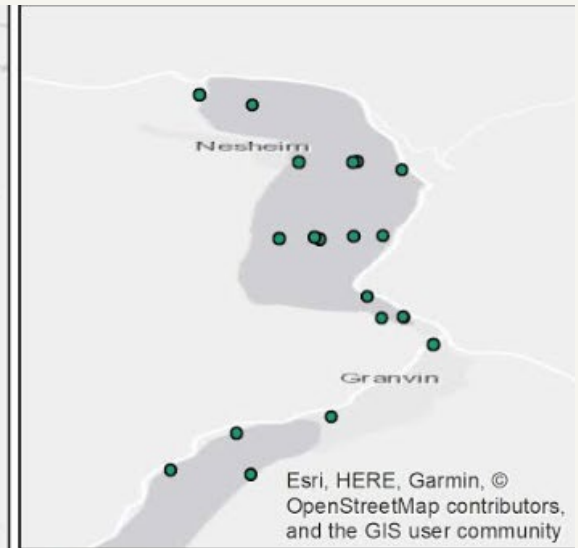 Nesheim
Granvin
Esri, HERE, Garmin, ©
OpenStreetMap contributors,
and the GIS user community